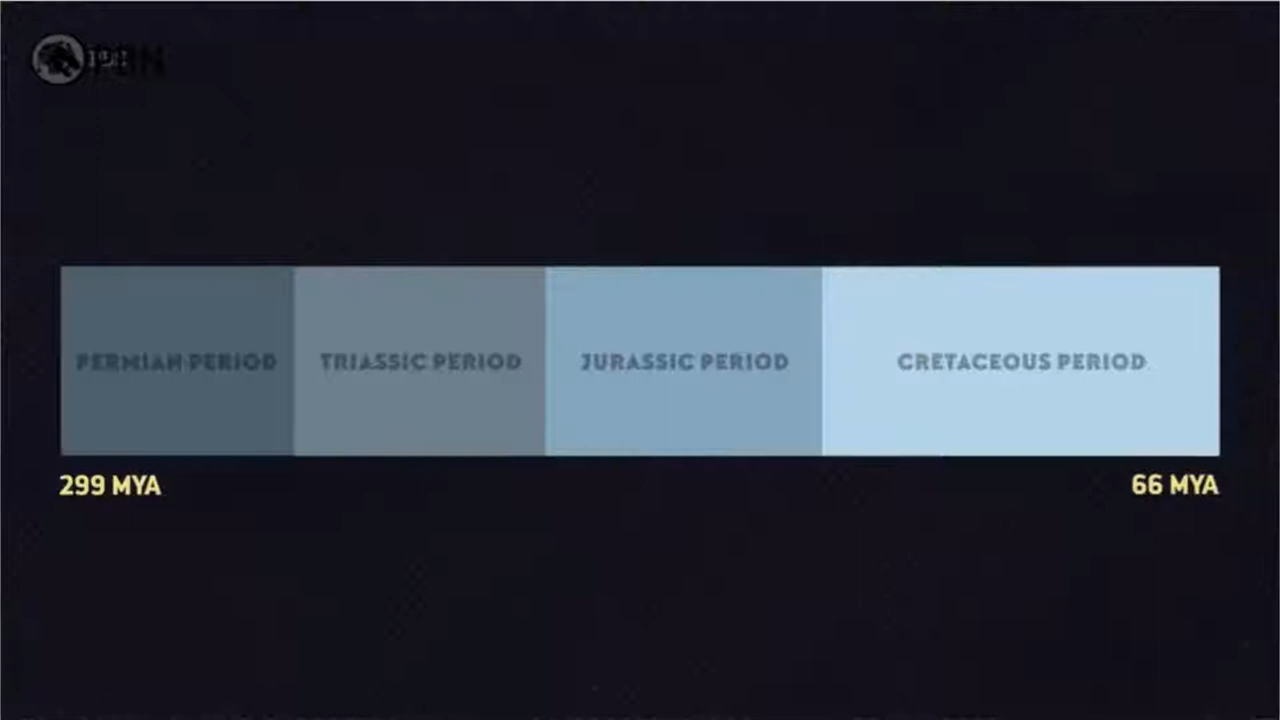 PERMIAN PERIOD
TRIASSIC PERIOD
JURASSIC PERIOD
CRETACEOUS PERIOD
299 MYA
66 MYA